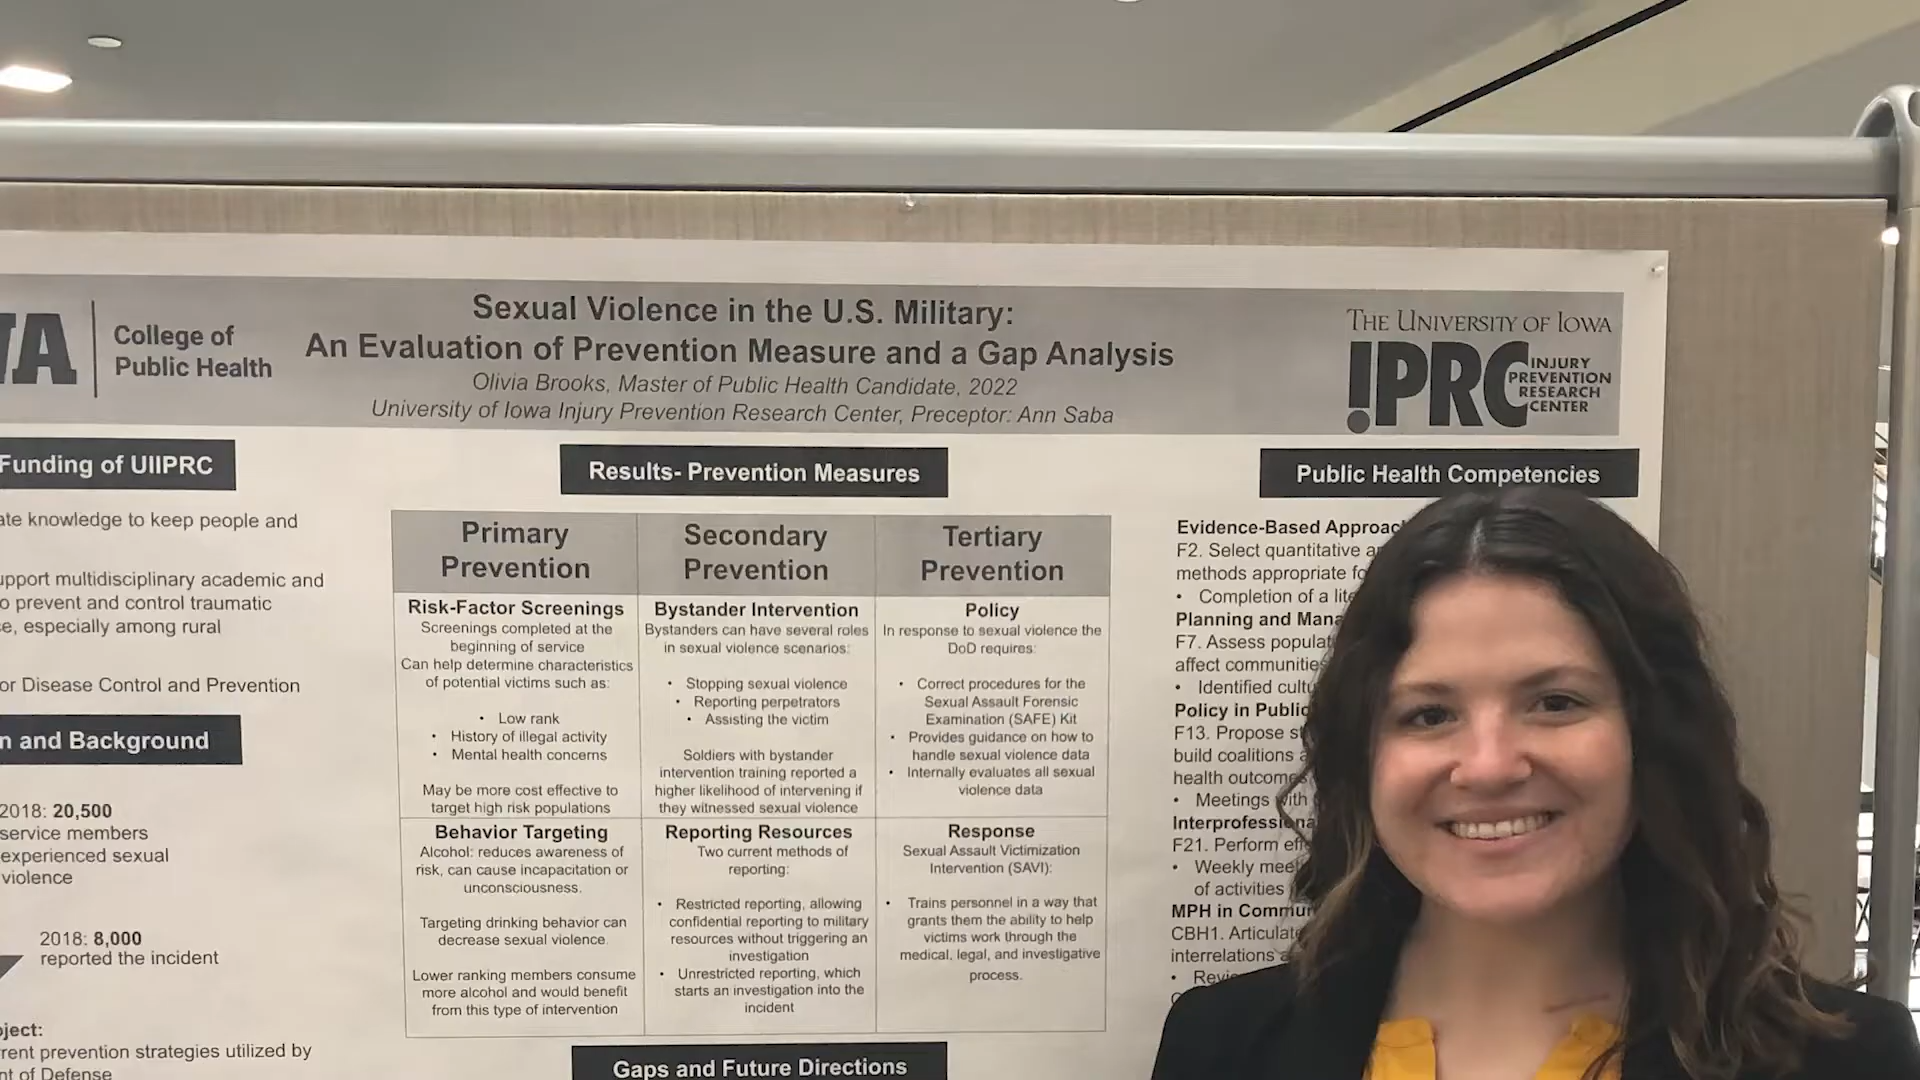 WA
College of
Public Health
Sexual Violence in the U.S. Military:
An Evaluation of Prevention Measure and a Gap Analysis
Olivia Brooks, Master of Public Health Candidate, 2022
University of Iowa Injury Prevention Research Center, Preceptor: Ann Saba
THE UNIVERSITY OF IOWA
IPRC
INJURY
PREVENTION
RESEARCH
CENTER
Funding of UIIPRC
ate knowledge to keep people and
upport multidisciplinary academic and
o prevent and control traumatic
e, especially among rural
or Disease Control and Prevention
n and Background
2018: 20,500
service members
experienced sexual
violence
2018: 8,000
reported the incident
oject:
rent prevention strategies utilized by
nt of Defense
Results- Prevention Measures
Primary
Prevention
Risk-Factor Screenings
Screenings completed at the
beginning of service
Can help determine characteristics
of potential victims such as:
• Low rank
• History of illegal activity
• Mental health concerns
May be more cost effective to
target high risk populations
Behavior Targeting
Alcohol: reduces awareness of
risk, can cause incapacitation or
unconsciousness.
Targeting drinking behavior can
decrease sexual violence.
Lower ranking members consume
more alcohol and would benefit
from this type of intervention
Secondary
Prevention
Bystander Intervention
Bystanders can have several roles
in sexual violence scenarios:
• Stopping sexual violence
• Reporting perpetrators
• Assisting the victim
Soldiers with bystander
intervention training reported a
higher likelihood of intervening if
they witnessed sexual violence
Reporting Resources
Two current methods of
reporting:
• Restricted reporting, allowing
confidential reporting to military
resources without triggering an
investigation
• Unrestricted reporting, which
starts an investigation into the
incident
Tertiary
Prevention
Policy
In response to sexual violence the
DoD requires:
• Correct procedures for the
Sexual Assault Forensic
Examination (SAFE) Kit
• Provides guidance on how to
handle sexual violence data
• Internally evaluates all sexual
violence data
Response
Sexual Assault Victimization
Intervention (SAVI):
• Trains personnel in a way that
grants them the ability to help
victims work through the
medical, legal, and investigative
process.
Gaps and Future Directions
Public Health Competencies
Evidence-Based Approac
F2. Select quantitative a
methods appropriate fo
• Completion of a lite
Planning and Mana
F7. Assess populat
affect communities
• Identified cultu
Policy in Public
F13. Propose st
build coalitions a
health outcomes
• Meetings with
Interprofessiona
F21. Perform effe
• Weekly meet
of activities
MPH in Commun
CBH1. Articulate
interrelations a
• Revie